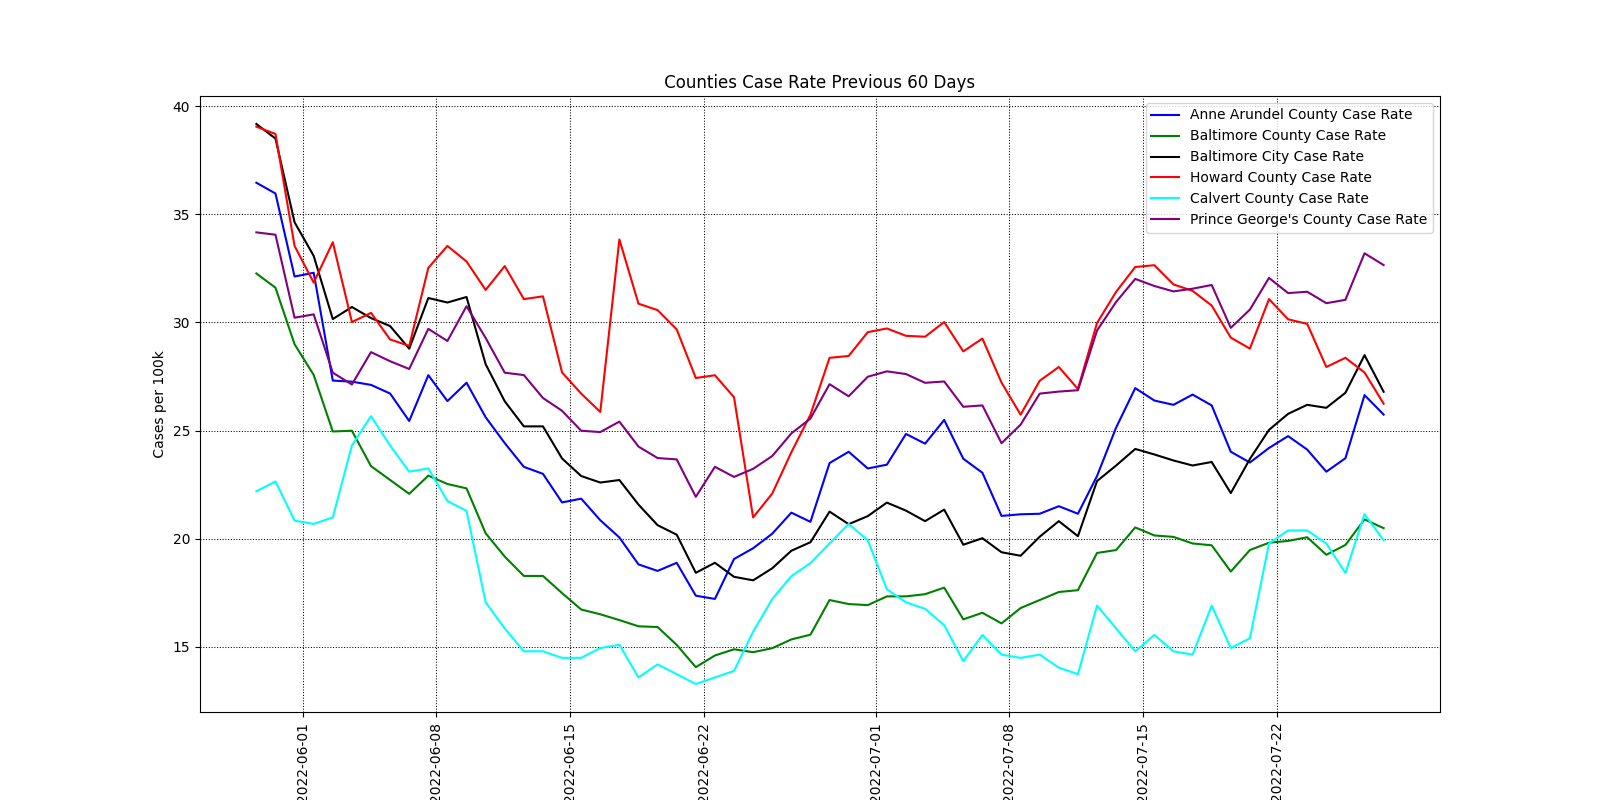 Counties Case Rate Previous 60 Days
Cases per 100k
40
35
30
25
20
15
Anne Arundel County Case Rate
Baltimore County Case Rate
Baltimore City Case Rate
Howard County Case Rate
Calvert County Case Rate
Prince George's County Case Rate
2022-06-01
2022-06-08
2022-06-15
2022-06-22
2022-07-01
2022-07-08
2022-07-15
2022-07-22